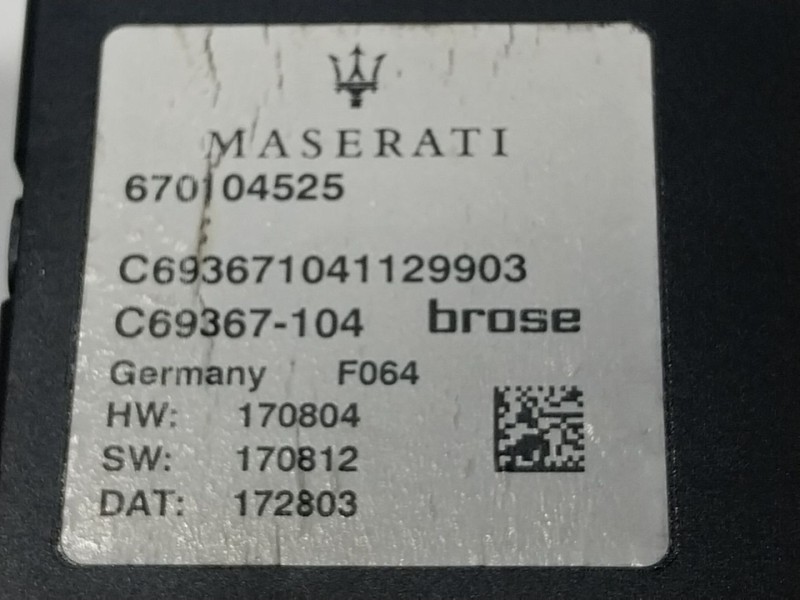 MASERATI
670104525
C693671041129903
C69367-104 brose
Germany F064
HW: 170804
SW: 170812
DAT: 172803